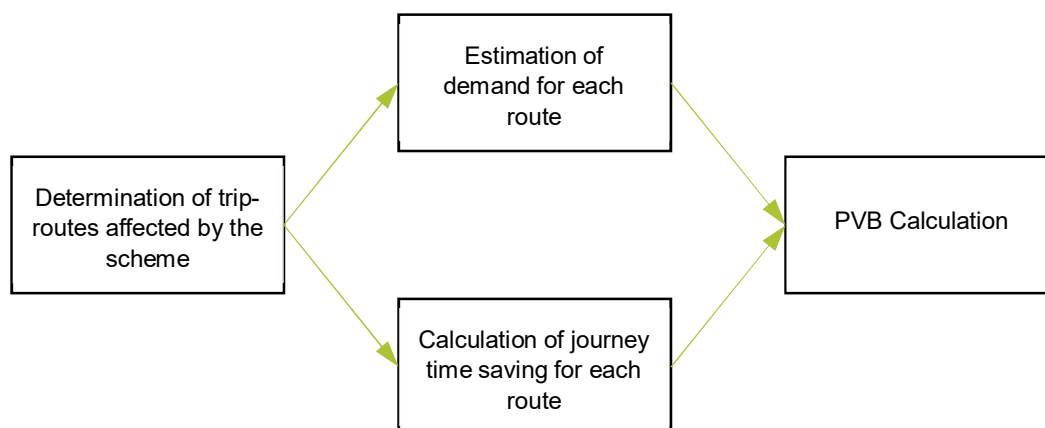 Estimation of
demand for each
route
Determination of trip-
routes affected by the
scheme
PVB Calculation
Calculation of journey
time saving for each
route